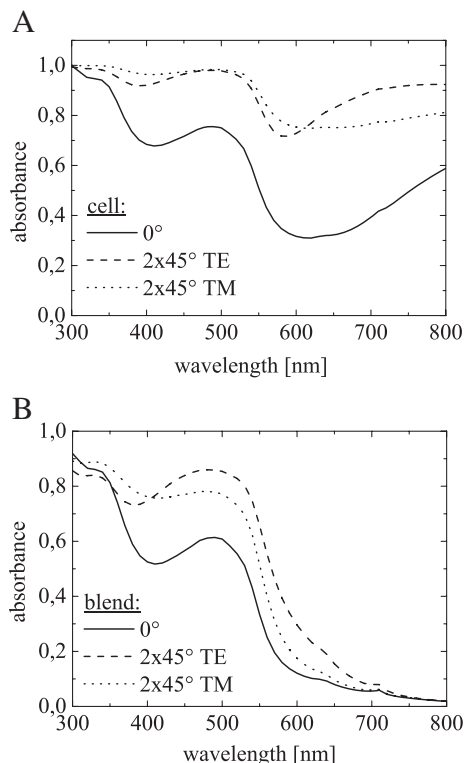 A
1,0
0,8
0,6
0,4
0,2
0,0
absorbance
cell:
0°
2x45° TE
2x45° TM
300 400 500 600 700 800
wavelength [nm]
B
1,0
0,8
0,6
0,4
0,2
0,0
absorbance
blend:
0°
2x45° TE
2x45° TM
300 400 500 600 700 800
wavelength [nm]